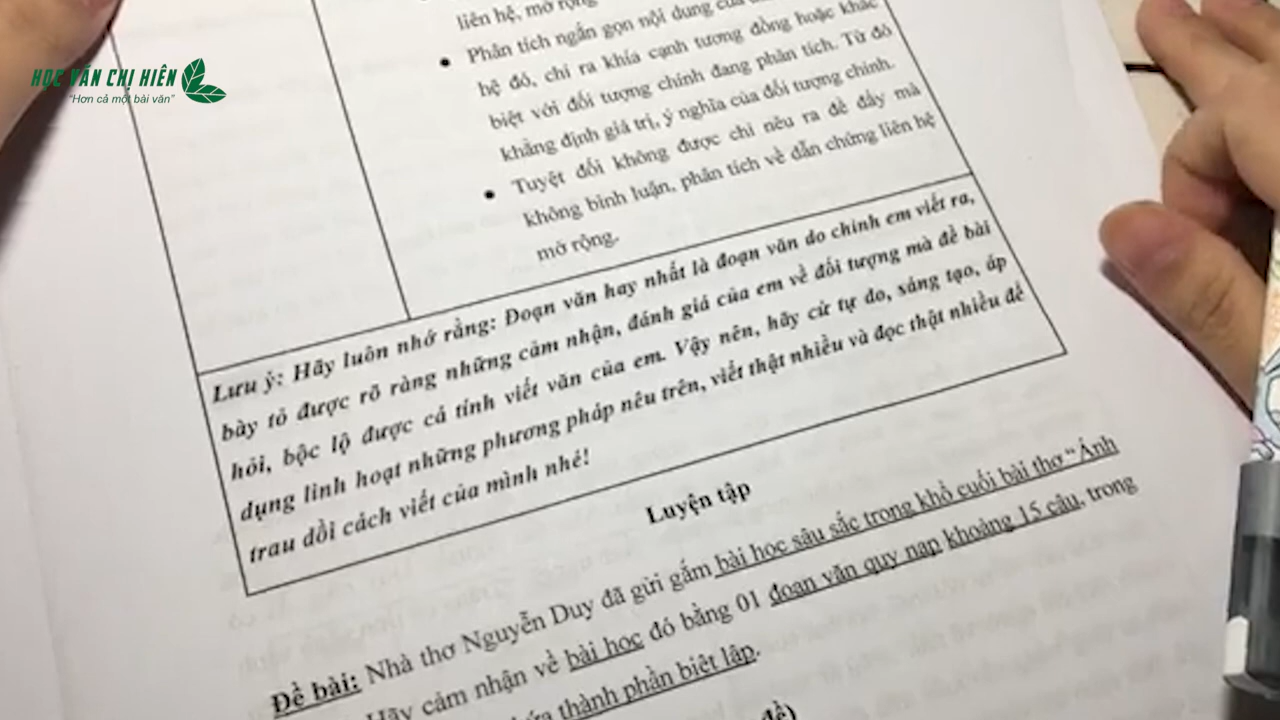 HỌC VĂN CHỊ HIÊN
"Hơn cả một bài văn"
liên hệ, mở rộng
• Phân tích ngắn gọn nội dung của
hệ đó, chỉ ra khía cạnh tương đồng hoặc khác
biệt với đối tượng chính đang phân tích. Từ đó
khẳng định giá trị, ý nghĩa của đối tượng chính.
• Tuyệt đối không được chỉ nêu ra để đấy mà
không bình luận, phân tích về dẫn chứng liên hệ
mở rộng.
Lưu ý: Hãy luôn nhớ rằng: Đoạn văn hay nhất là đoạn văn do chính em viết ra,
bày tỏ được rõ ràng những cảm nhận, đánh giá của em về đối tượng mà đề bài
hỏi, bộc lộ được cá tính viết văn của em. Vậy nên, hãy cứ tự do, sáng tạo, áp
dụng linh hoạt những phương pháp nêu trên, viết thật nhiều và đọc thật nhiều để
trau dồi cách viết của mình nhé!
Luyện tập
Đề bài: Nhà thơ Nguyễn Duy đã gửi gắm bài học sâu sắc trong khổ cuối bài thơ "Ánh
Hãy cảm nhận về bài học đó bằng 01 đoạn văn quy nạp khoảng 15 câu, trong
thành phần biệt lập.
đề)